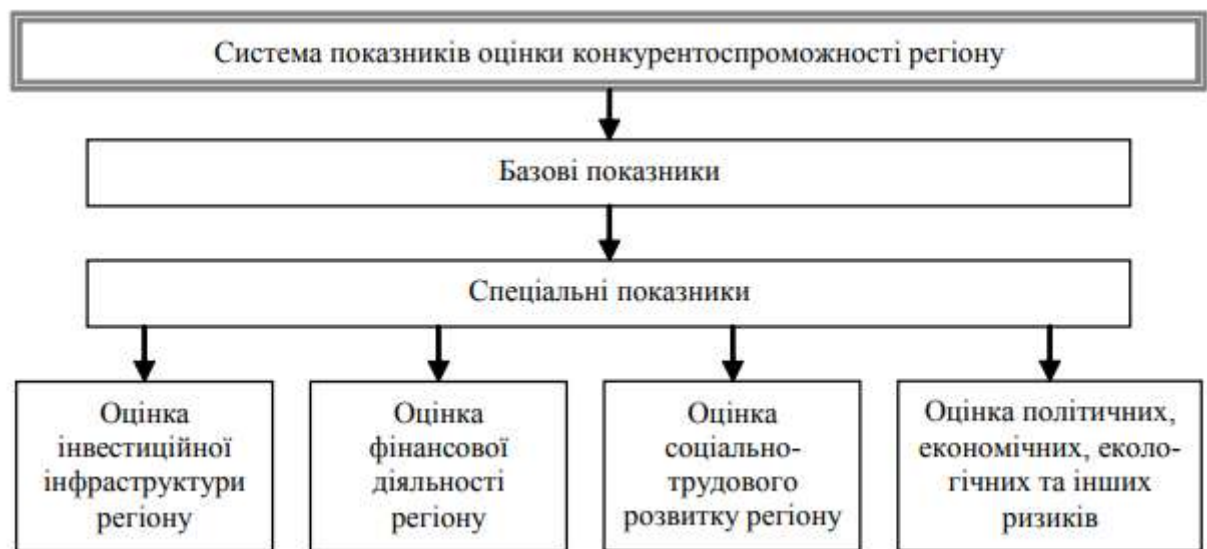 Система показників оцінки конкурентоспроможності регіону
Базові показники
Спеціальні показники
Оцінка
інвестиційної
інфраструктури
регіону
Оцінка
фінансової
діяльності
регіону
Оцінка
соціально-
трудового
розвитку регіону
Оцінка політичних,
економічних, еколо-
гічних та інших
ризиків